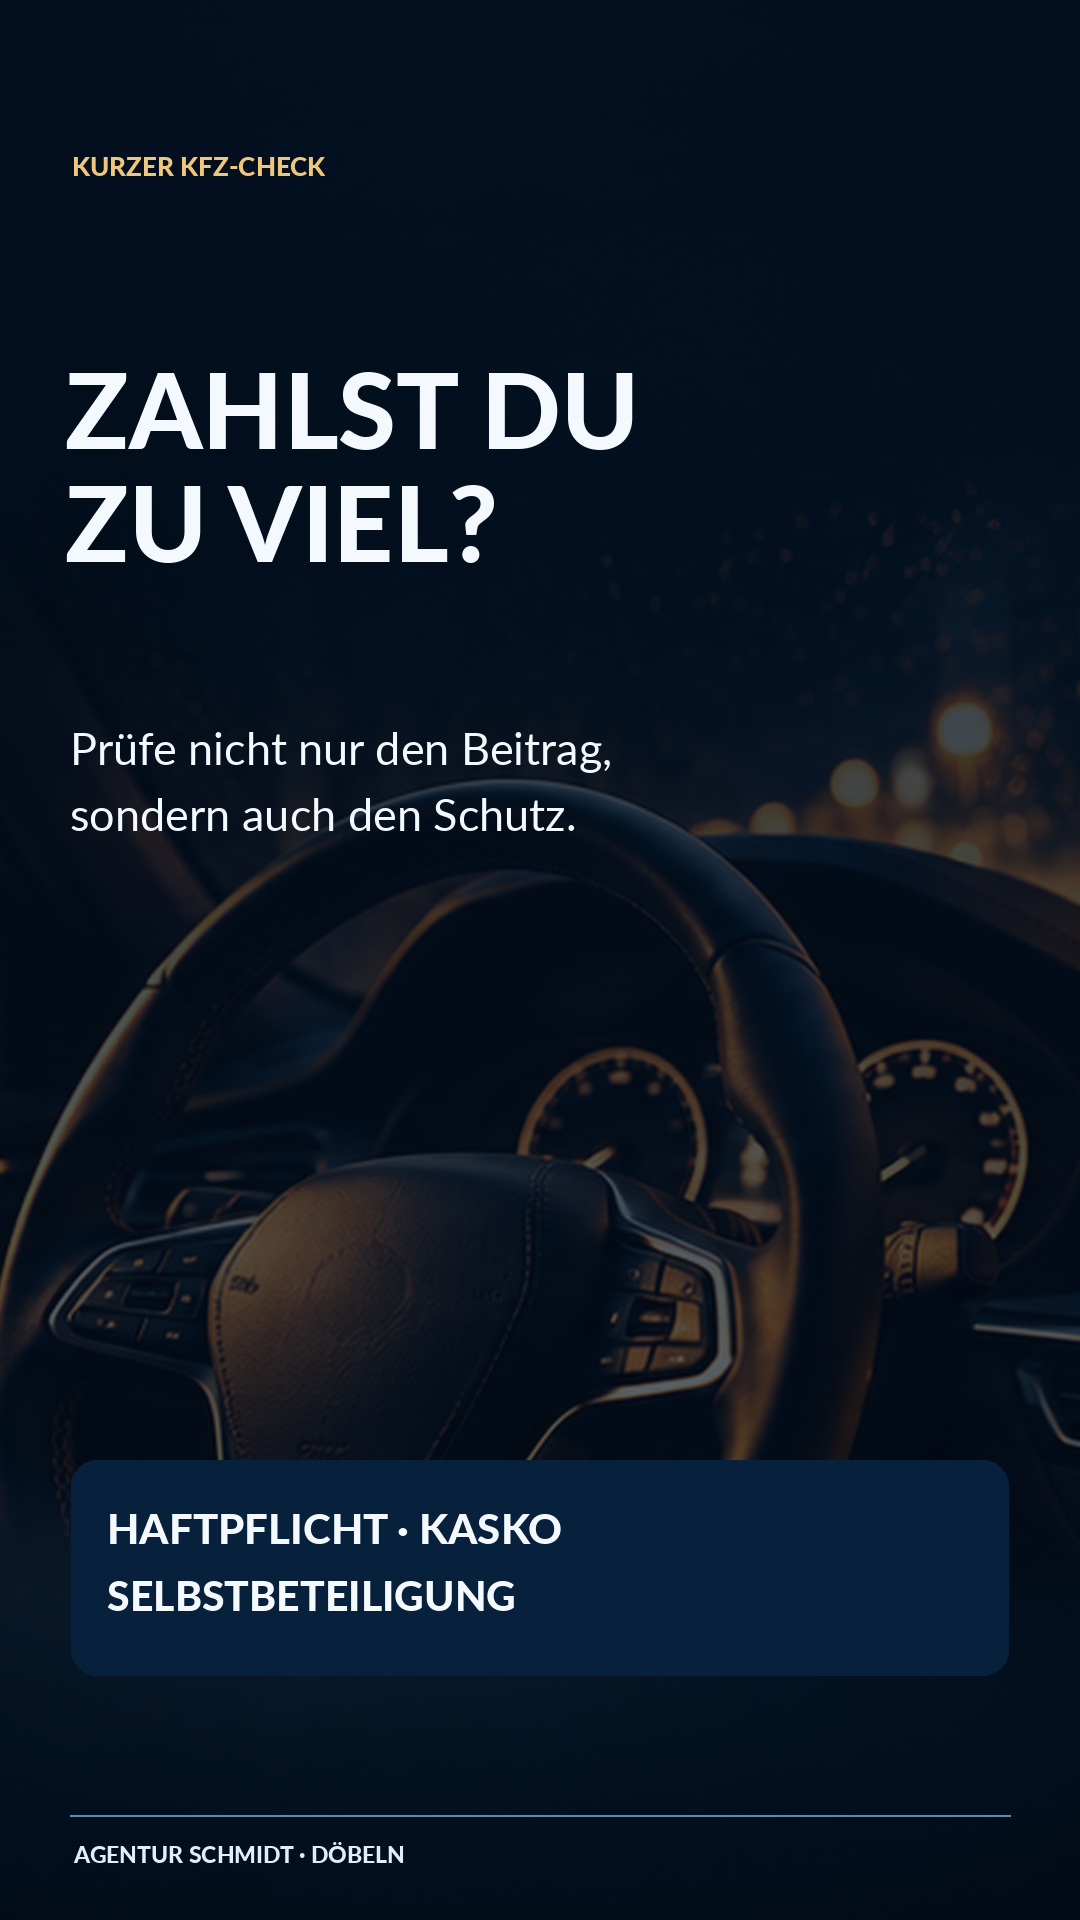 KURZER KFZ-CHECK
ZAHLST DU
ZU VIEL?
Prüfe nicht nur den Beitrag,
sondern auch den Schutz.
HAFTPFLICHT · KASKO
SELBSTBETEILIGUNG
AGENTUR SCHMIDT · DÖBELN